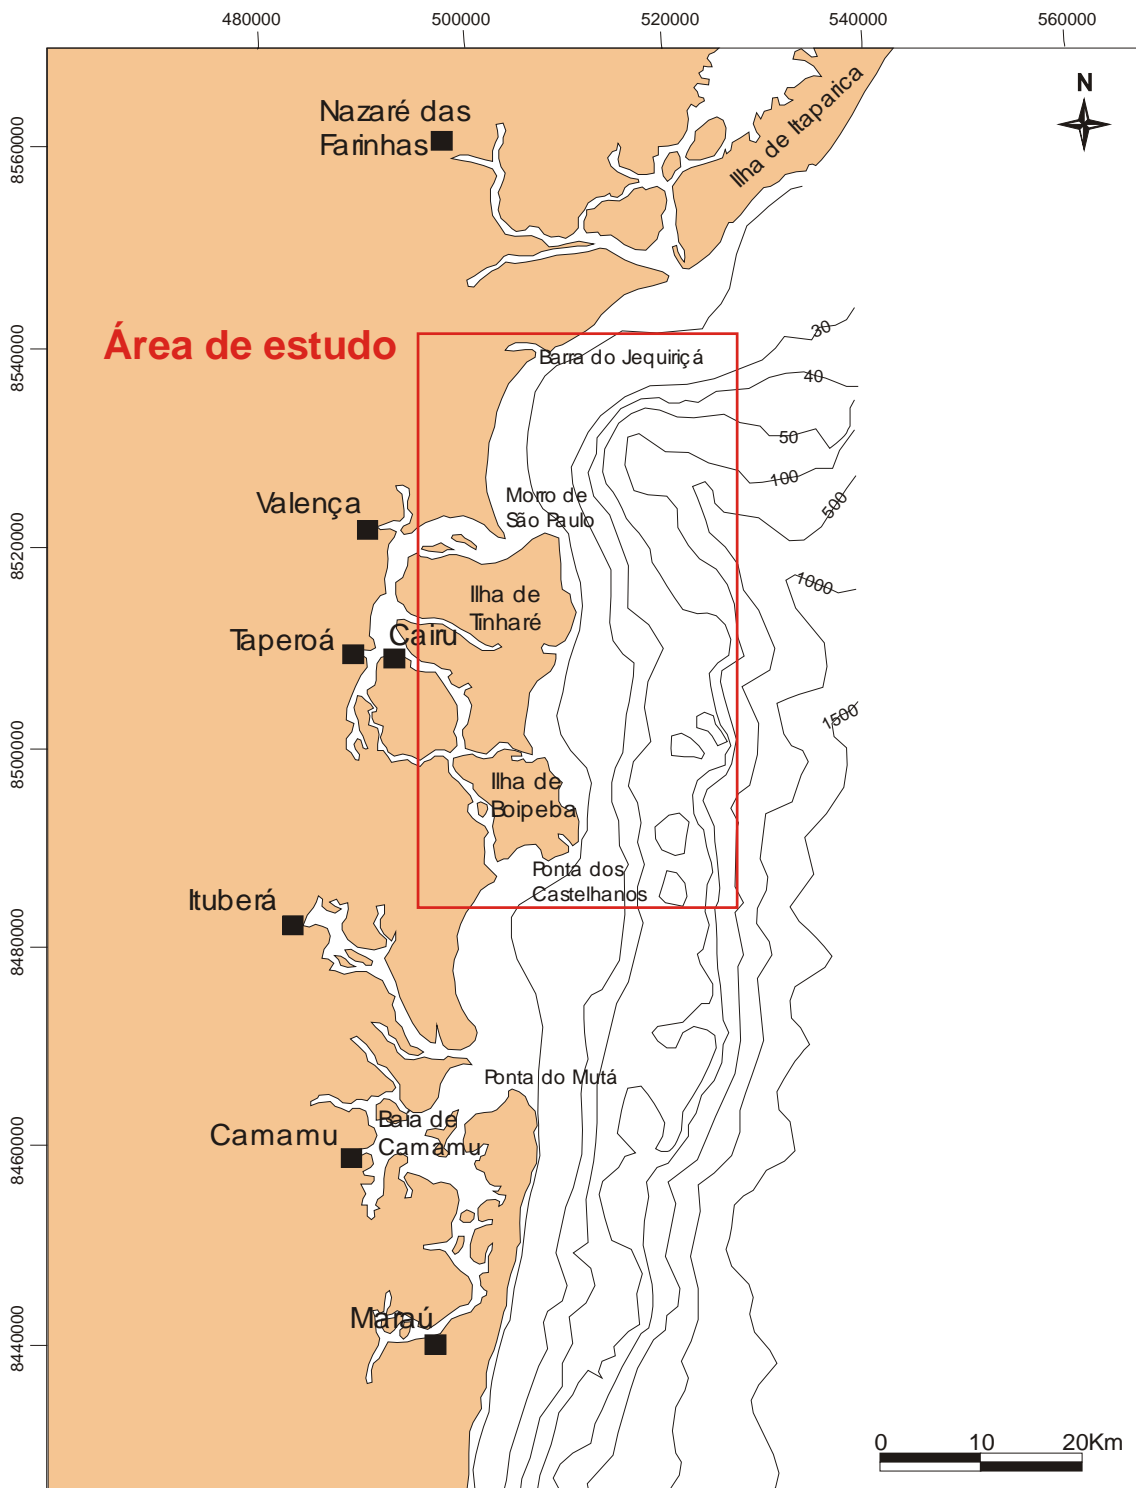 480000
500000
520000
540000
560000
N
Nazaré das
Farinhas
Ilha de Itaparica
8560000
Área de estudo
8540000
Barra do Jequiriçá
30
40
50
100
500
Valença
Morro de
São Paulo
8520000
1000
Ilha de
Tinharé
Taperoá
Cairu
1500
8500000
Ilha de
Boipeba
Ponta dos
Castelhanos
Ituberá
8480000
Ponta do Mutá
Baía de
Camamu
Camamu
8460000
Maraú
8440000
0 10 20Km